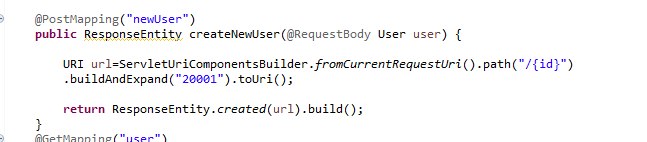 @PostMapping("newUser")
public ResponseEntity createNewUser(@RequestBody User user) {
URI url=ServletUriComponentsBuilder.fromCurrentRequestUri().path("/{id}")
.buildAndExpand("20001").toUri();
return ResponseEntity.created(url).build();
}
@GetMapping("user")